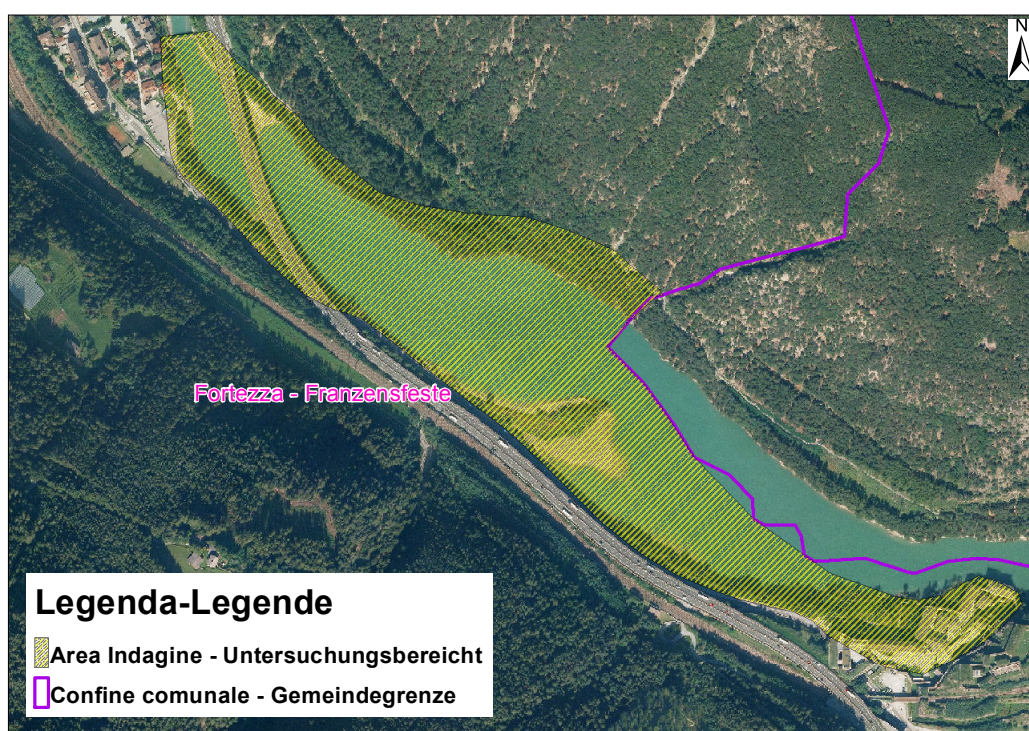 N
Fortezza - Franzensfeste
Legenda-Legende
Area Indagine - Untersuchungsbereicht
Confine comunale - Gemeindegrenze